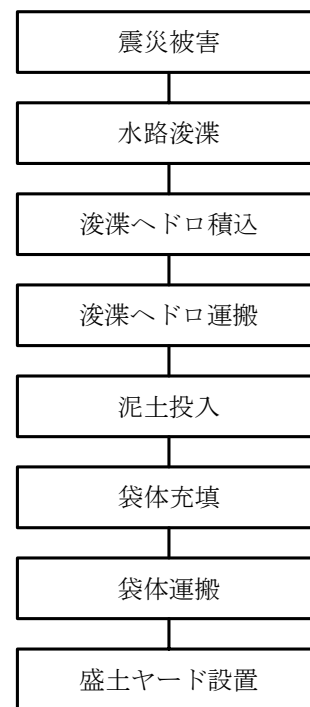 震災被害
水路浚渫
浚渫ヘドロ積込
浚渫ヘドロ運搬
泥土投入
袋体充填
袋体運搬
盛土ヤード設置